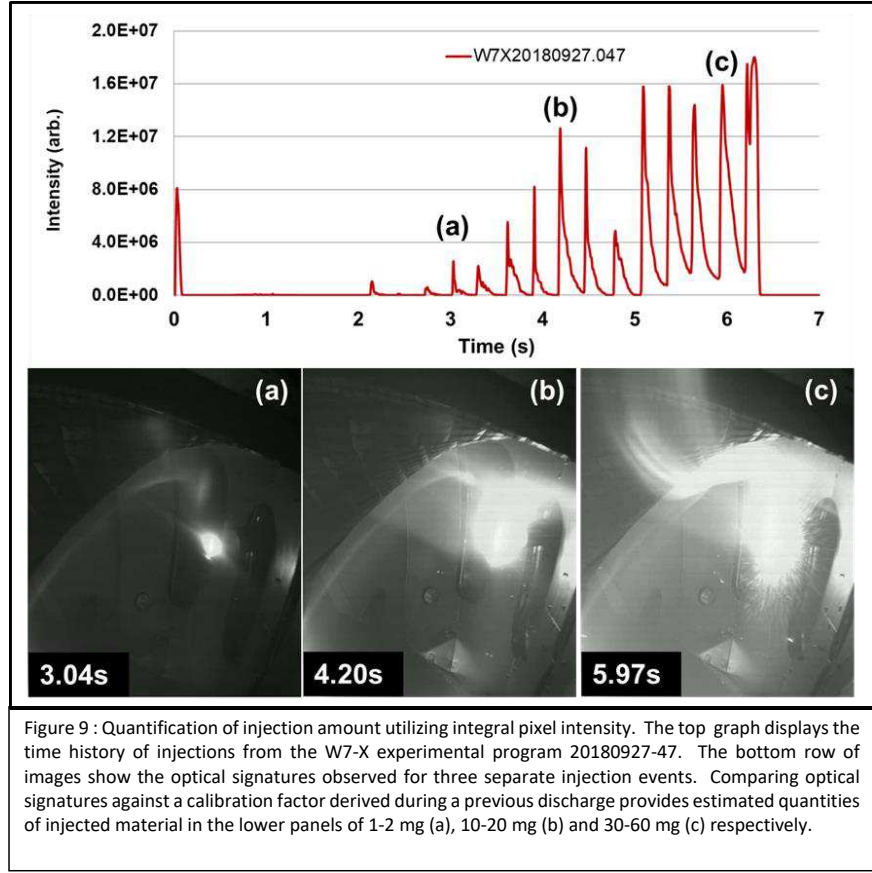 2.0E+07
W7X20180927.047
1.6E+07
(c)
(b)
1.2E+07
Intensity (arb.)
8.0E+06
(a)
4.0E+06
0.0E+00
0 1 2 3 4 5 6 7
Time (s)
(a) (b) (c)
3.04s 4.20s 5.97s
Figure 9 : Quantification of injection amount utilizing integral pixel intensity. The top graph displays the
time history of injections from the W7-X experimental program 20180927-47. The bottom row of
images show the optical signatures observed for three separate injection events. Comparing optical
signatures against a calibration factor derived during a previous discharge provides estimated quantities
of injected material in the lower panels of 1-2 mg (a), 10-20 mg (b) and 30-60 mg (c) respectively.